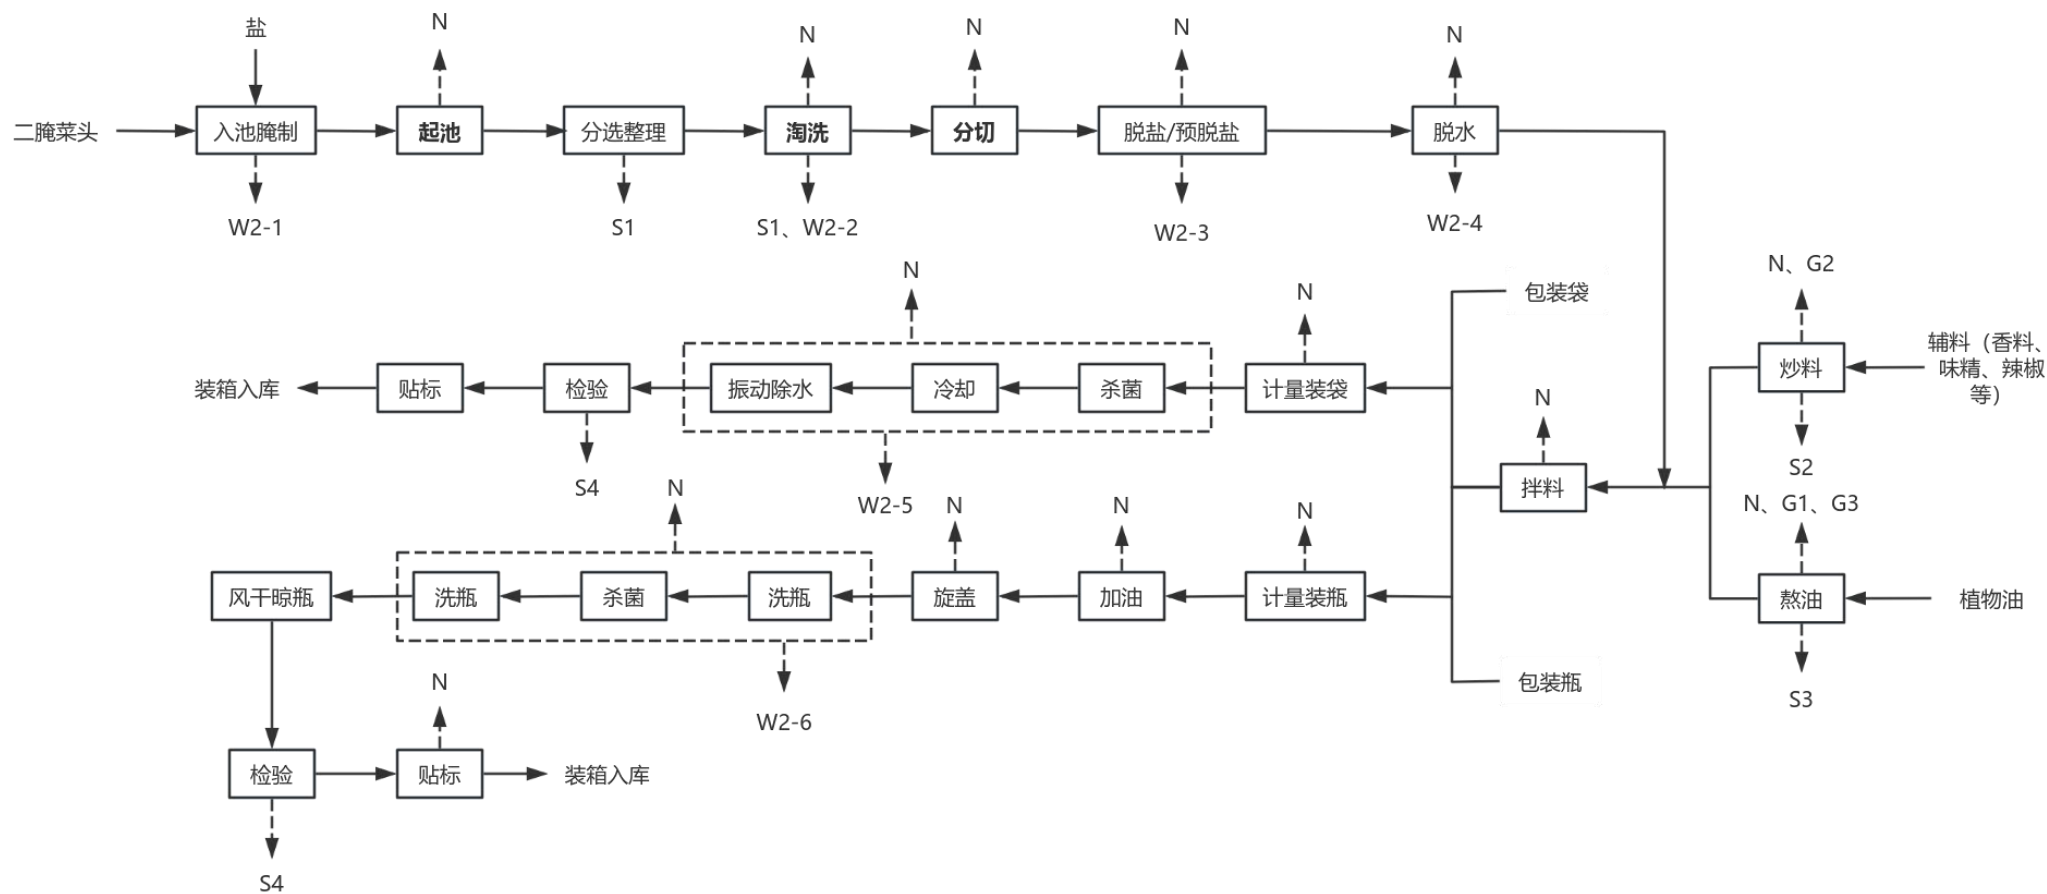 盐
N
N
N
N
N
二腌菜头
入池腌制
起池
分选整理
淘洗
分切
脱盐/预脱盐
脱水
W2-1
S1
S1、W2-2
W2-3
W2-4
N
N
包装袋
N、G2
装箱入库
贴标
检验
振动除水
冷却
杀菌
计量装袋
炒料
辅料（香料、
味精、辣椒
等）
N
S4
W2-5
S2
拌料
N
N
N
N
N、G1、G3
风干晾瓶
洗瓶
杀菌
洗瓶
旋盖
加油
计量装瓶
熬油
植物油
N
W2-6
包装瓶
S3
检验
贴标
装箱入库
S4